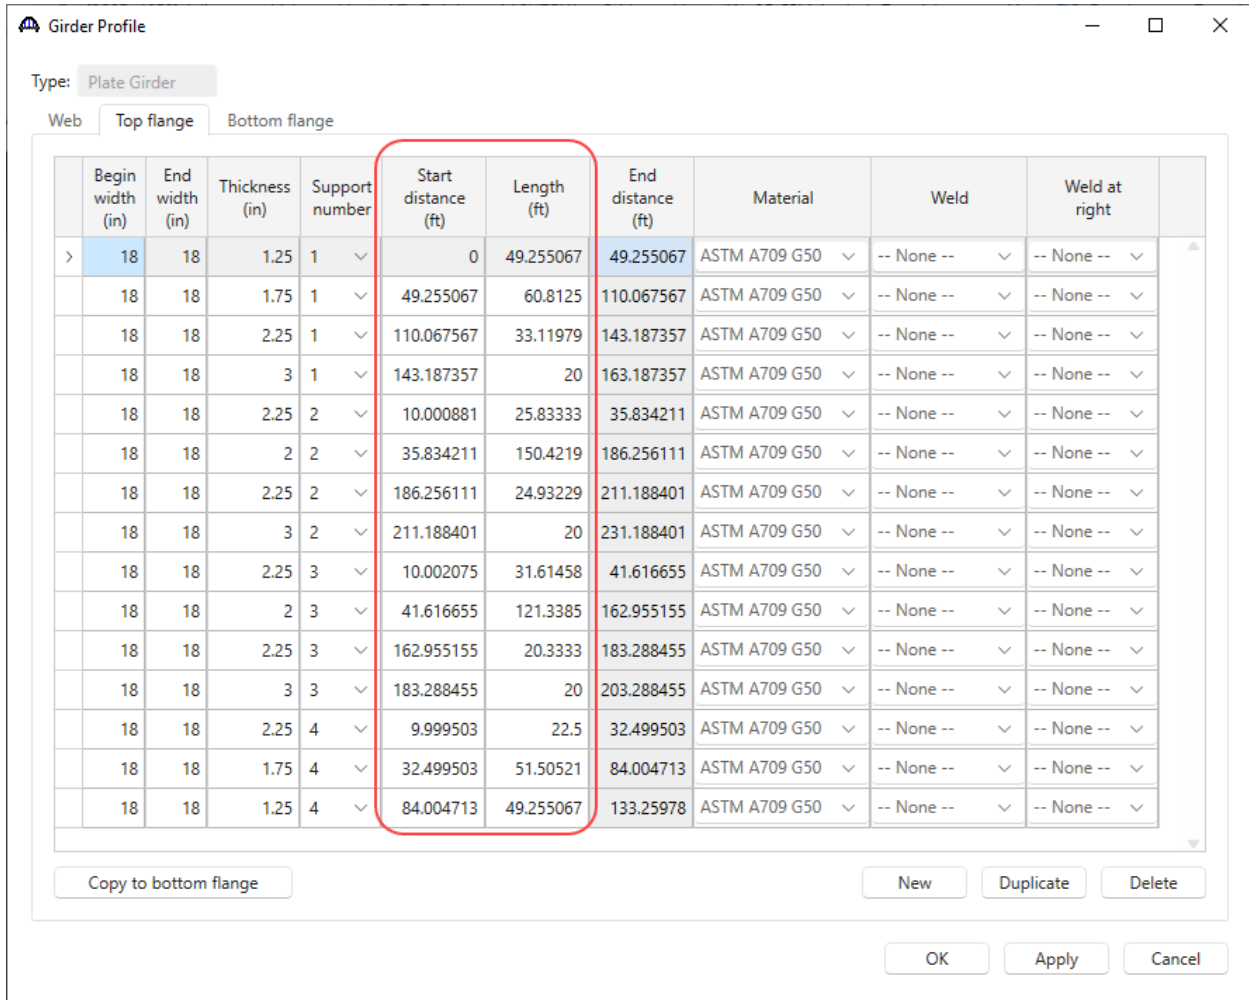 Girder Profile
Type: Plate Girder
Web Top flange Bottom flange
Begin width (in) End width (in) Thickness (in) Support number Start distance (ft) Length (ft) End distance (ft) Material Weld Weld at right
18 18 1.25 1 0 49.255067 49.255067 ASTM A709 G50 -- None -- -- None --
18 18 1.75 1 49.255067 60.8125 110.067567 ASTM A709 G50 -- None -- -- None --
18 18 2.25 1 110.067567 33.11979 143.187357 ASTM A709 G50 -- None -- -- None --
18 18 3 1 143.187357 20 163.187357 ASTM A709 G50 -- None -- -- None --
18 18 2.25 2 10.000881 25.83333 35.834211 ASTM A709 G50 -- None -- -- None --
18 18 2 2 35.834211 150.4219 186.256111 ASTM A709 G50 -- None -- -- None --
18 18 2.25 2 186.256111 24.93229 211.188401 ASTM A709 G50 -- None -- -- None --
18 18 3 2 211.188401 20 231.188401 ASTM A709 G50 -- None -- -- None --
18 18 2.25 3 10.002075 31.61458 41.616655 ASTM A709 G50 -- None -- -- None --
18 18 2 3 41.616655 121.3385 162.955155 ASTM A709 G50 -- None -- -- None --
18 18 2.25 3 162.955155 20.3333 183.288455 ASTM A709 G50 -- None -- -- None --
18 18 3 3 183.288455 20 203.288455 ASTM A709 G50 -- None -- -- None --
18 18 2.25 4 9.999503 22.5 32.499503 ASTM A709 G50 -- None -- -- None --
18 18 1.75 4 32.499503 51.50521 84.004713 ASTM A709 G50 -- None -- -- None --
18 18 1.25 4 84.004713 49.255067 133.25978 ASTM A709 G50 -- None -- -- None --
Copy to bottom flange New Duplicate Delete
OK Apply Cancel